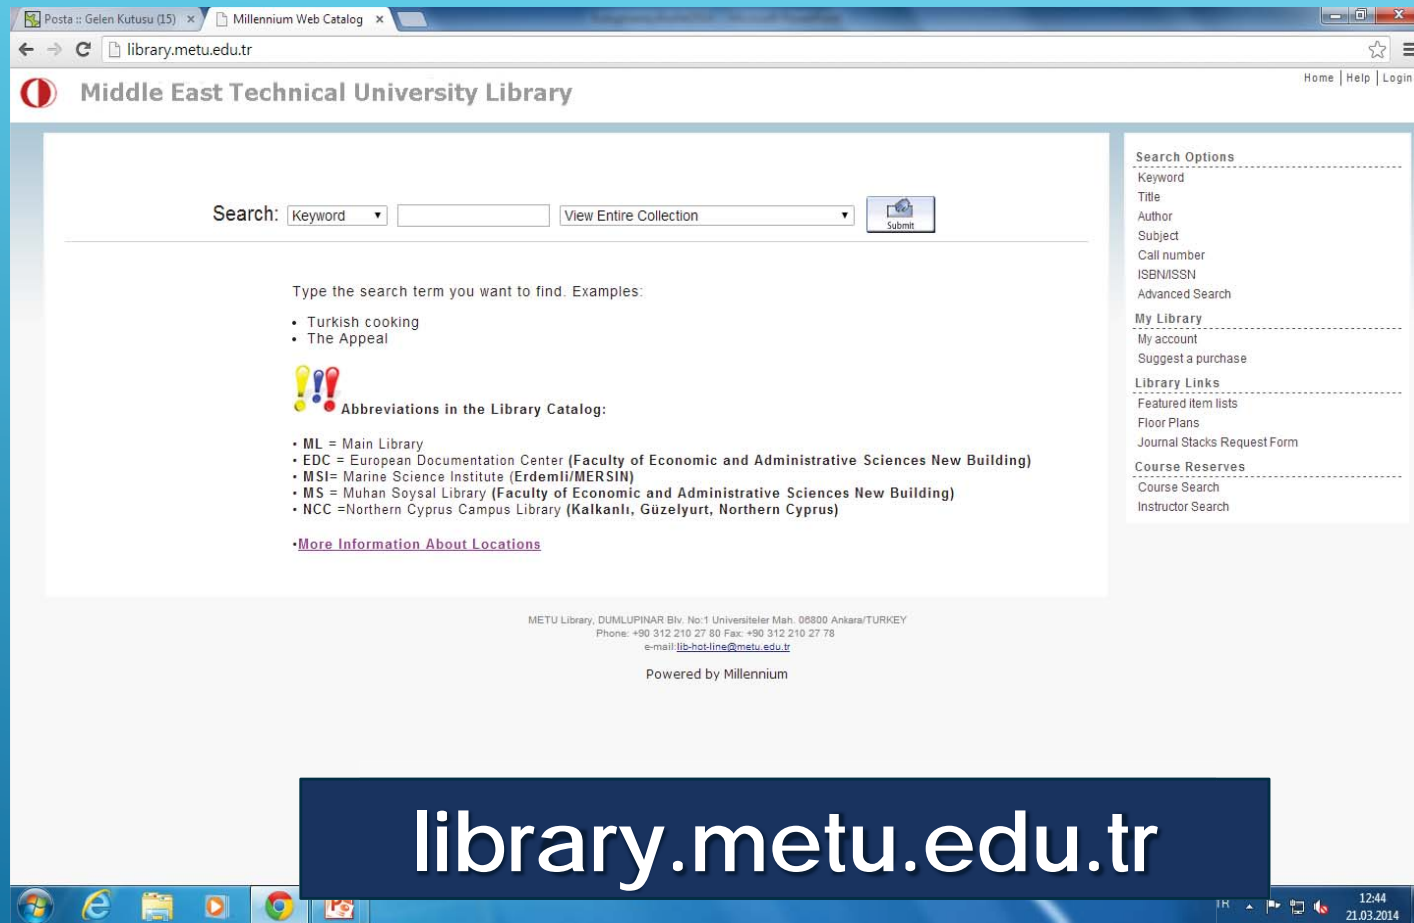 Posta :: Gelen Kutusu (15)
Millennium Web Catalog
library.metu.edu.tr
Home | Help | Login
Middle East Technical University Library
Search: Keyword View Entire Collection Submit
Type the search term you want to find. Examples:
• Turkish cooking
• The Appeal
Abbreviations in the Library Catalog:
• ML = Main Library
• EDC = European Documentation Center (Faculty of Economic and Administrative Sciences New Building)
• MSI= Marine Science Institute (Erdemli/MERSIN)
• MS = Muhan Soysal Library (Faculty of Economic and Administrative Sciences New Building)
• NCC =Northern Cyprus Campus Library (Kalkanlı, Güzelyurt, Northern Cyprus)
•More Information About Locations
Search Options
Keyword
Title
Author
Subject
Call number
ISBN/ISSN
Advanced Search
My Library
My account
Suggest a purchase
Library Links
Featured item lists
Floor Plans
Journal Stacks Request Form
Course Reserves
Course Search
Instructor Search
METU Library, DUMLUPINAR Blv. No:1 Universiteler Mah. 06800 Ankara/TURKEY
Phone: +90 312 210 27 80 Fax: +90 312 210 27 78
e-mail:lib-hot-line@metu.edu.tr
Powered by Millennium
library.metu.edu.tr
TR
12:44
21.03.2014